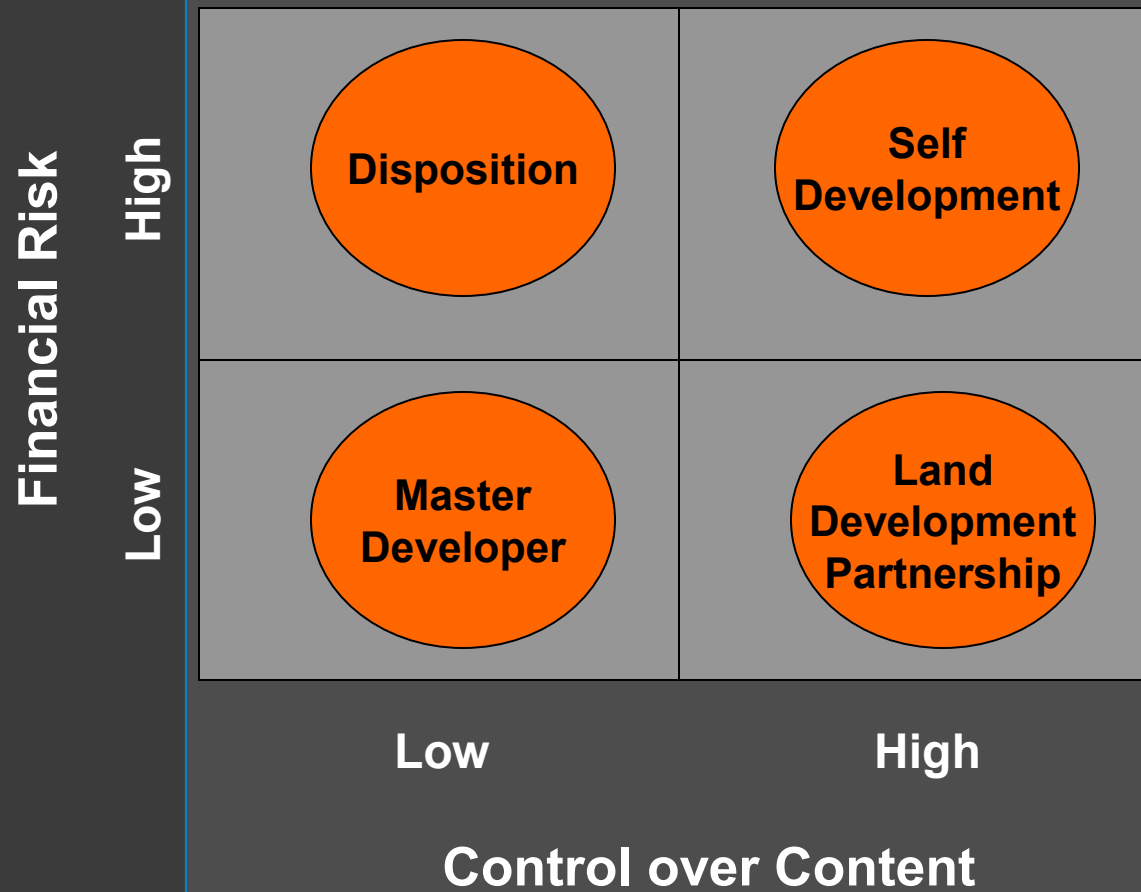 Financial Risk
High
Disposition
Self
Development
Low
Master
Developer
Land
Development
Partnership
Low
High
Control over Content